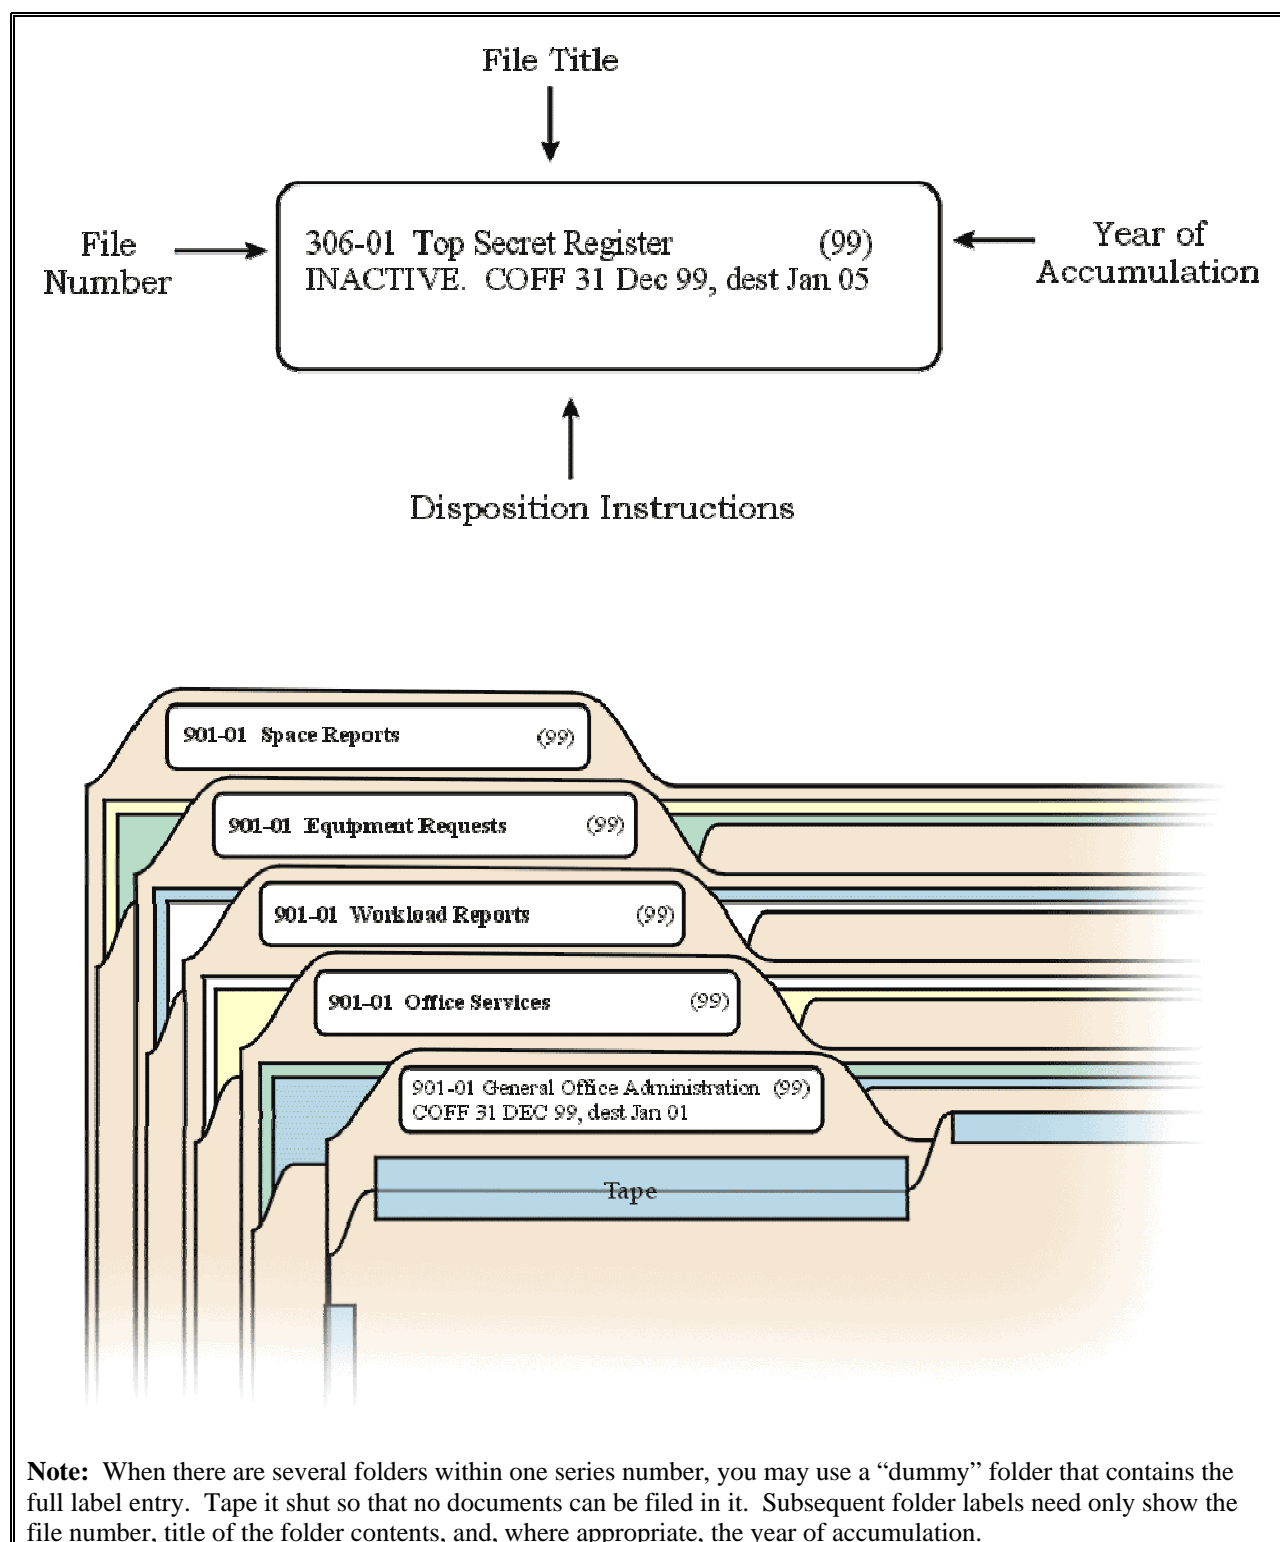 File Title
File
Number
306-01 Top Secret Register (99)
INACTIVE. COFF 31 Dec 99, dest Jan 05
Year of
Accumulation
Disposition Instructions
901-01 Space Reports (99)
901-01 Equipment Requests (99)
901-01 Workload Reports (99)
901-01 Office Services (99)
901-01 General Office Administration (99)
COFF 31 DEC 99, dest Jan 01
Tape
Note: When there are several folders within one series number, you may use a “dummy” folder that contains the
full label entry. Tape it shut so that no documents can be filed in it. Subsequent folder labels need only show the
file number, title of the folder contents, and, where appropriate, the year of accumulation.